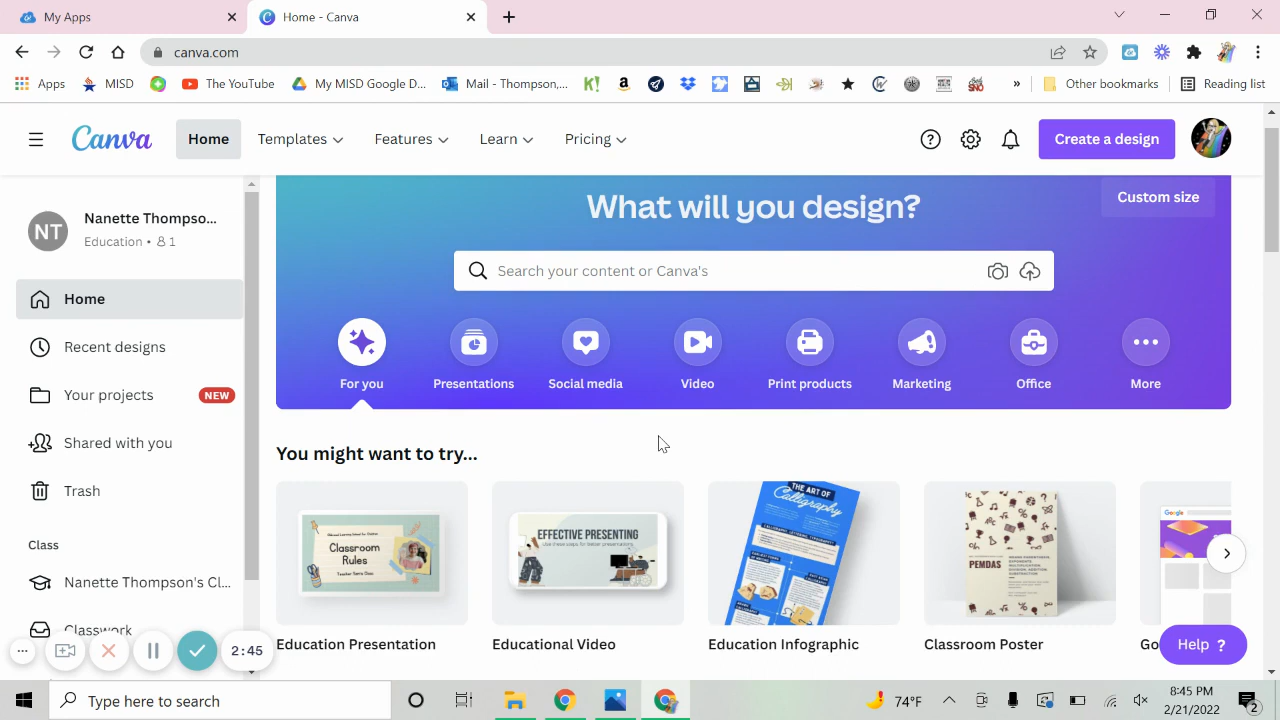 My Apps
Home - Canva
canva.com
Apps
MISD
The YouTube
My MISD Google D...
Mail - Thompson,...
K!
a
»
Other bookmarks
Reading list
Canva
Home
Templates
Features
Learn
Pricing
Create a design
What will you design?
Custom size
NT
Nanette Thompso...
Education • 1
Search your content or Canva's
Home
Recent designs
Your projects
NEW
Shared with you
Trash
Class
Nanette Thompson's Cl...
Classwork
For you
Presentations
Social media
Video
Print products
Marketing
Office
More
You might want to try...
Classroom
Rules
EFFECTIVE PRESENTING
THE ART OF
Calligraphy
PEMDAS
Google
Education Presentation
Educational Video
Education Infographic
Classroom Poster
Go
Help ?
2:45
Type here to search
74°F
8:45 PM
2/21/2022
2